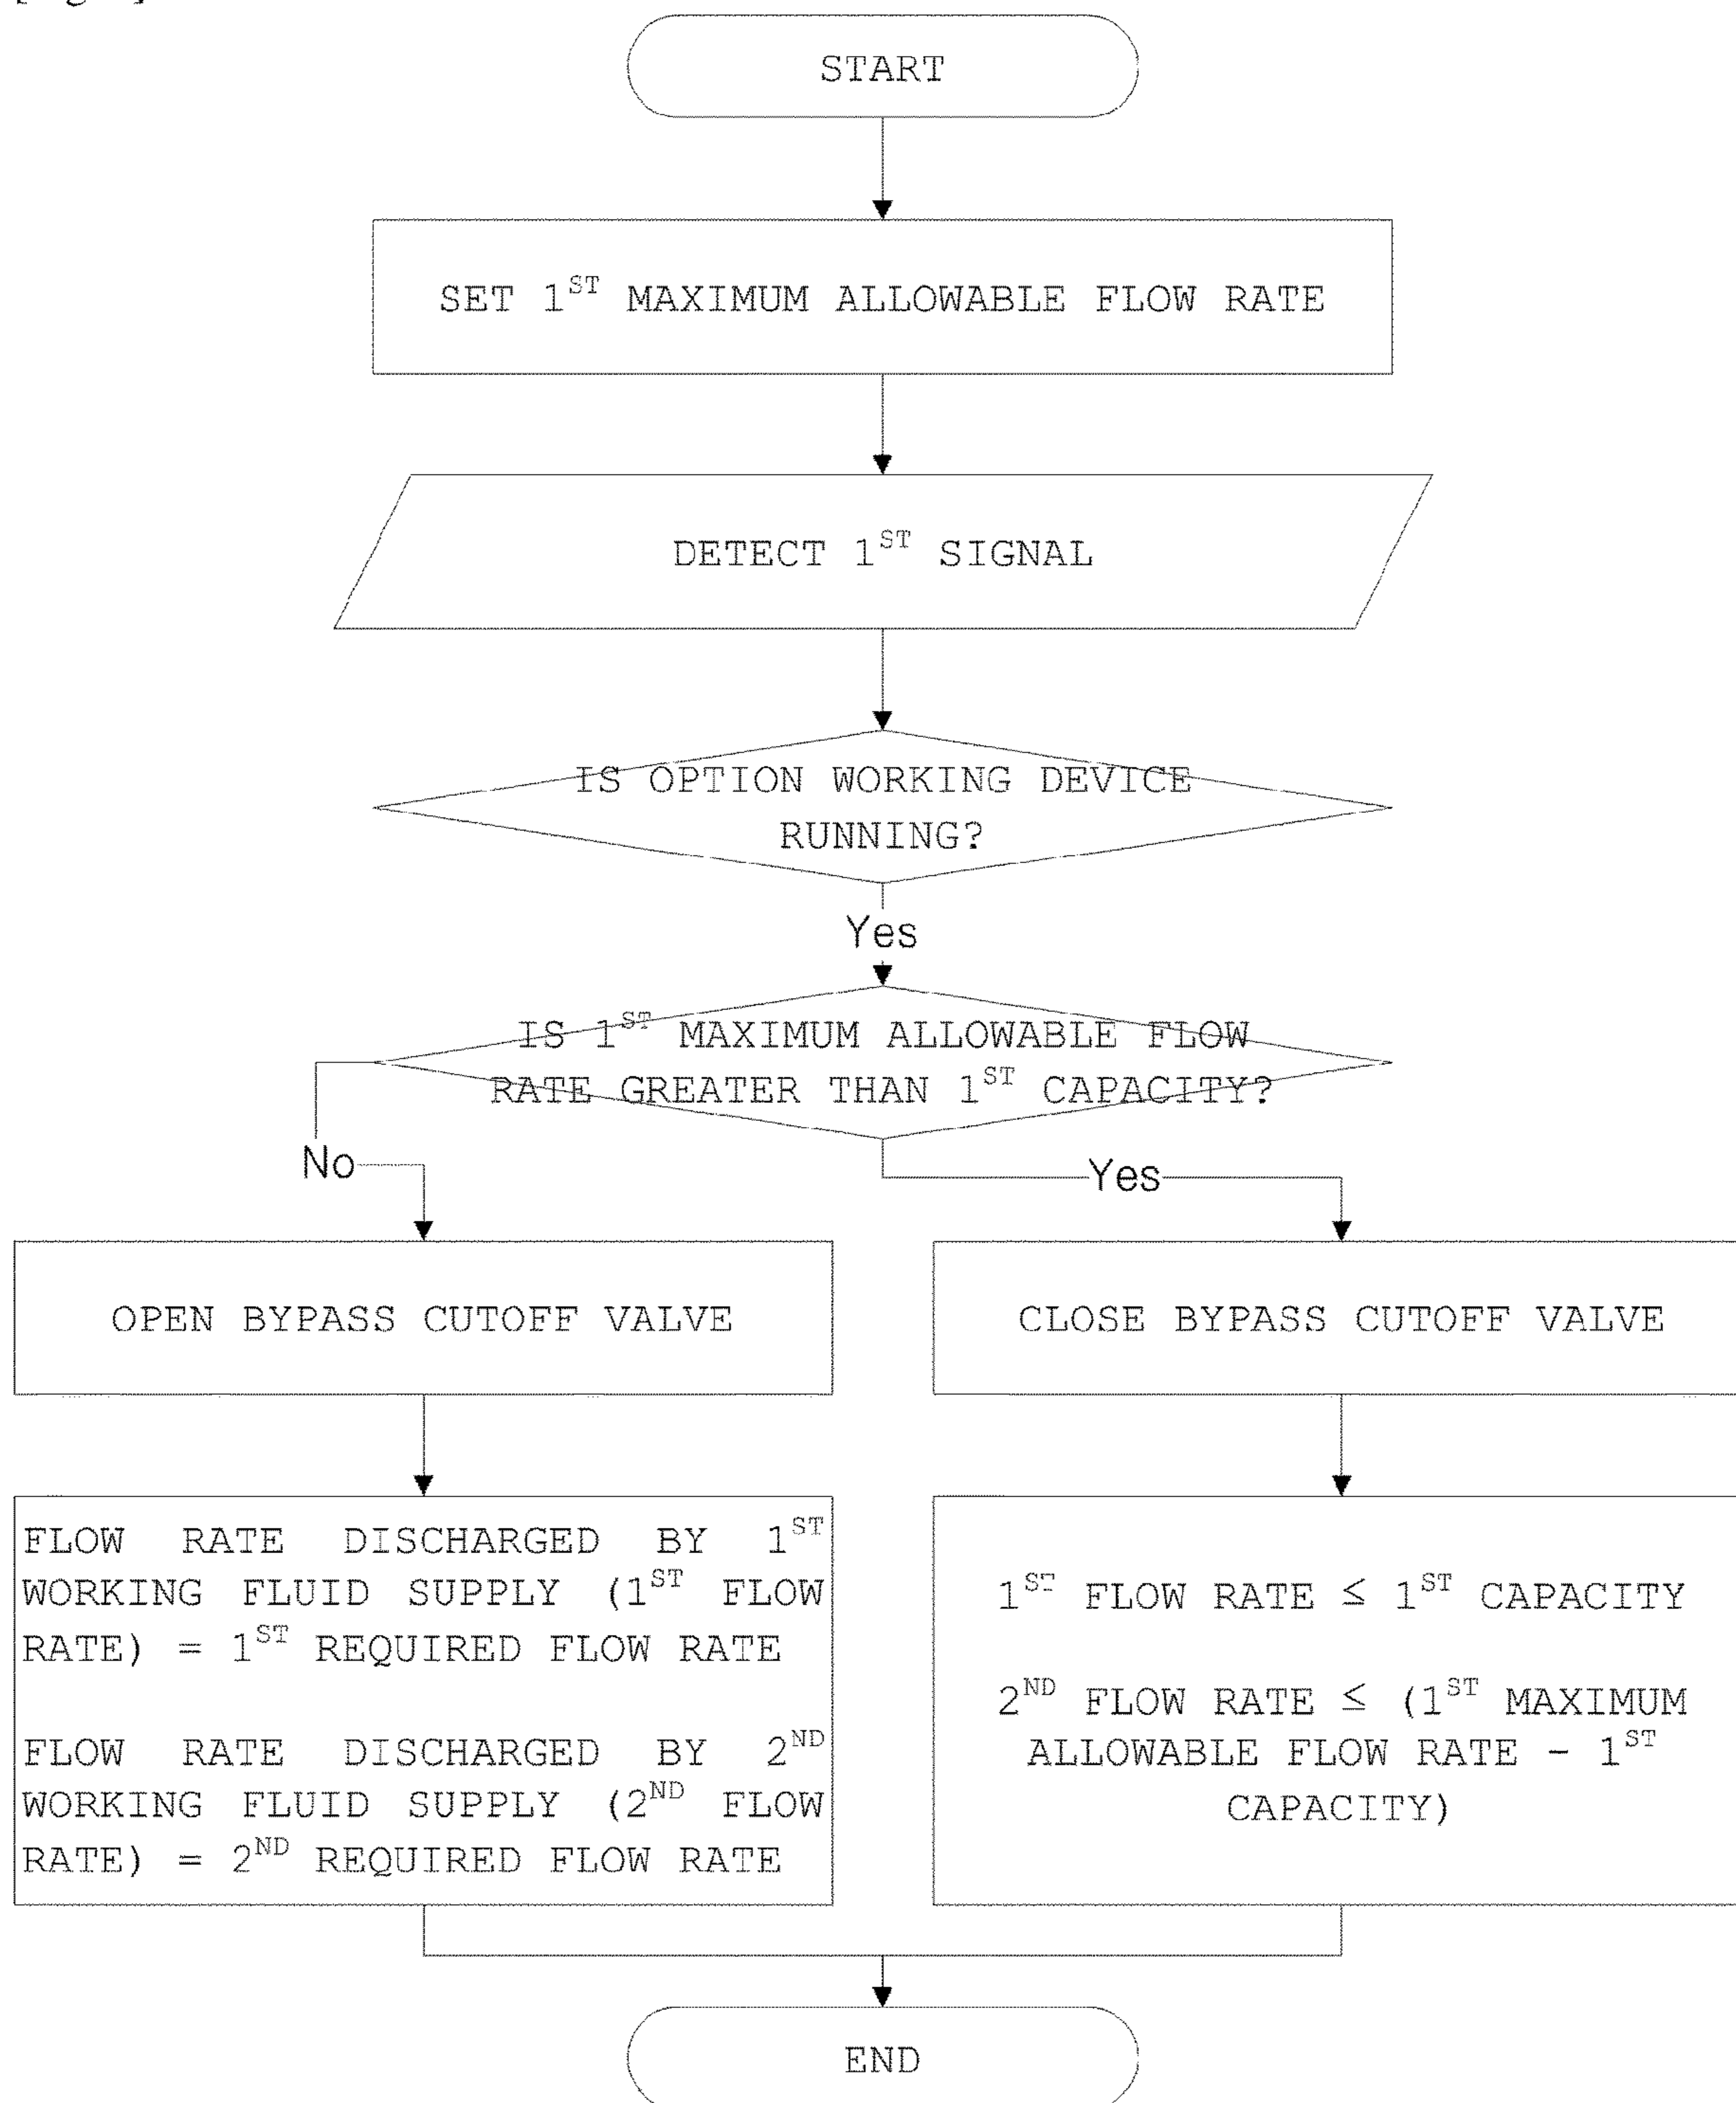 START
SET 1ST MAXIMUM ALLOWABLE FLOW RATE
DETECT 1ST SIGNAL
IS OPTION WORKING DEVICE
RUNNING?
Yes
IS 1ST MAXIMUM ALLOWABLE FLOW
RATE GREATER THAN 1ST CAPACITY?
No
Yes
OPEN BYPASS CUTOFF VALVE
CLOSE BYPASS CUTOFF VALVE
FLOW RATE DISCHARGED BY 1ST
WORKING FLUID SUPPLY (1ST FLOW
RATE) = 1ST REQUIRED FLOW RATE
FLOW RATE DISCHARGED BY 2ND
WORKING FLUID SUPPLY (2ND FLOW
RATE) = 2ND REQUIRED FLOW RATE
1ST FLOW RATE ≤ 1ST CAPACITY
2ND FLOW RATE ≤ (1ST MAXIMUM
ALLOWABLE FLOW RATE - 1ST
CAPACITY)
END